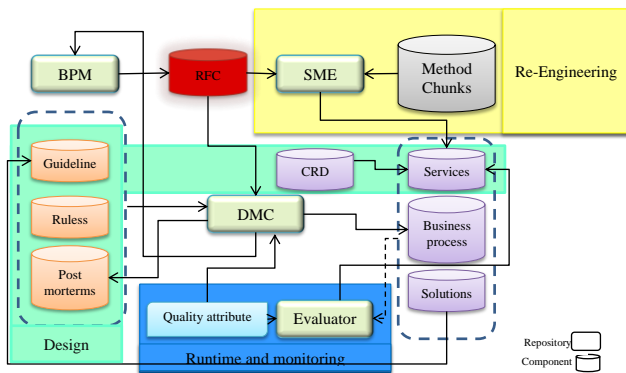 BPM
RFC
SME
Method
Chunks
Re-Engineering
Guideline
CRD
Services
Ruless
DMC
Business
process
Post
morterms
Solutions
Quality attribute
Evaluator
Design
Runtime and monitoring
Repository
Component